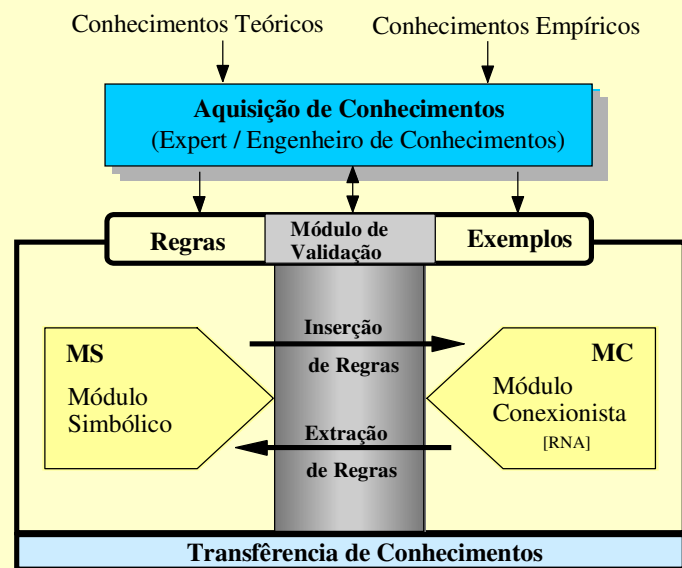 Conhecimentos Teóricos
Conhecimentos Empíricos
Aquisição de Conhecimentos
(Expert / Engenheiro de Conhecimentos)
Regras
Módulo de
Validação
Exemplos
Inserção
de Regras
MS
Módulo
Simbólico
MC
Módulo
Conexionista
[RNA]
Extração
de Regras
Transfêrencia de Conhecimentos